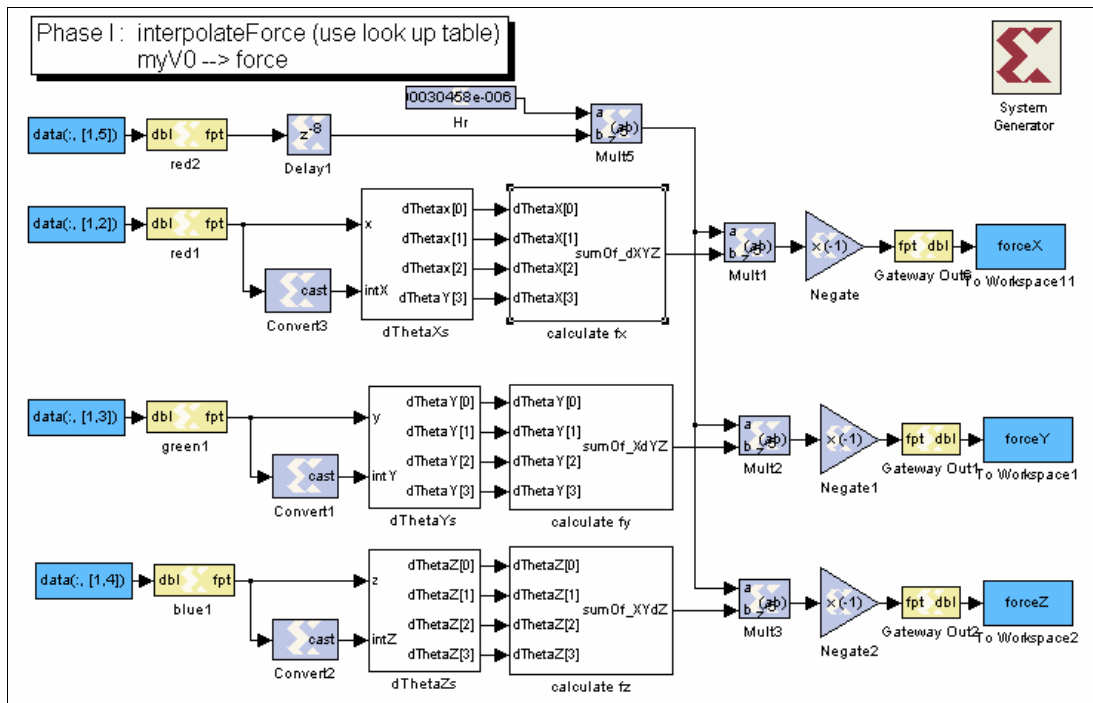 Phase I : interpolateForce (use look up table)
myV0 --> force
System
Generator
0030458e-006
Hr
a
b
(ab)
Mult5
data(:, [1,5])
dbl fpt
red2
z-8
Delay1
data(:, [1,2])
dbl fpt
red1
cast
Convert3
x
intX
dThetax[0]
dThetax[1]
dThetax[2]
dThetaY[3]
dThetaXs
dThetaX[0]
dThetaX[1]
dThetaX[2]
dThetaX[3]
sumOf_dXYZ
calculate fx
a
b
(ab)
Mult1
x (-1)
Negate
fpt dbl
Gateway Out6
forceX
To Workspace11
data(:, [1,3])
dbl fpt
green1
cast
Convert1
y
intY
dThetaY[0]
dThetaY[1]
dThetaY[2]
dThetaY[3]
dThetaYs
dThetaY[0]
dThetaY[1]
dThetaY[2]
dThetaY[3]
sumOf_XdYZ
calculate fy
a
b
(ab)
Mult2
x (-1)
Negate1
fpt dbl
Gateway Out1
forceY
To Workspace1
data(:, [1,4])
dbl fpt
blue1
cast
Convert2
z
intZ
dThetaZ[0]
dThetaZ[1]
dThetaZ[2]
dThetaZ[3]
dThetaZs
dThetaZ[0]
dThetaZ[1]
dThetaZ[2]
dThetaZ[3]
sumOf_XYdZ
calculate fz
a
b
(ab)
Mult3
x (-1)
Negate2
fpt dbl
Gateway Out2
forceZ
To Workspace2